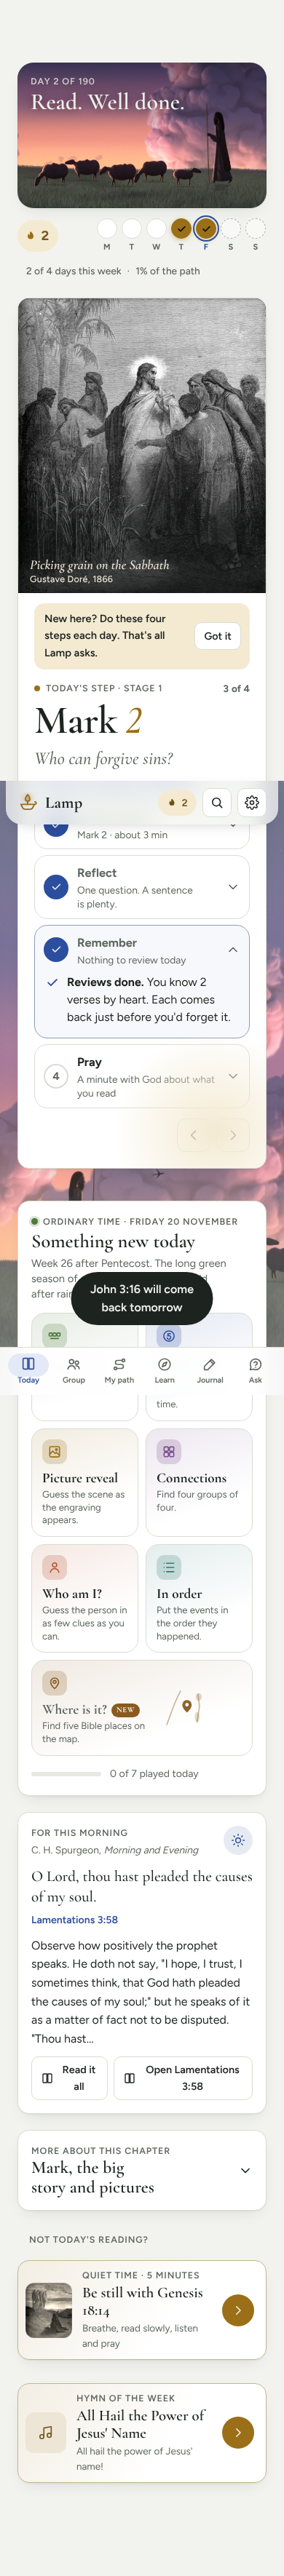 DAY 2 OF 190
Read. Well done.
2
M T W T F S S
2 of 4 days this week · 1% of the path
Picking grain on the Sabbath
Gustave Doré, 1866
New here? Do these four
steps each day. That's all
Lamp asks.
Got it
TODAY'S STEP · STAGE 1
3 of 4
Mark 2
Who can forgive sins?
Lamp
2
Mark 2 · about 3 min
Reflect
One question. A sentence
is plenty.
Remember
Nothing to review today
Reviews done. You know 2
verses by heart. Each comes
back just before you'd forget it.
4
Pray
A minute with God about what
you read
ORDINARY TIME · FRIDAY 20 NOVEMBER
Something new today
Week 26 after Pentecost. The long green
season of
after
John 3:16 will come
back tomorrow
Today
Group
My path
Learn
Journal
Ask
time.
Picture reveal
Guess the scene as
the engraving
appears.
Connections
Find four groups of
four.
Who am I?
Guess the person in
as few clues as you
can.
In order
Put the events in
the order they
happened.
Where is it? NEW
Find five Bible places on
the map.
0 of 7 played today
FOR THIS MORNING
C. H. Spurgeon, Morning and Evening
O Lord, thou hast pleaded the causes
of my soul.
Lamentations 3:58
Observe how positively the prophet
speaks. He doth not say, "I hope, I trust, I
sometimes think, that God hath pleaded
the causes of my soul;" but he speaks of it
as a matter of fact not to be disputed.
"Thou hast...
Read it
all
Open Lamentations
3:58
MORE ABOUT THIS CHAPTER
Mark, the big
story and pictures
NOT TODAY'S READING?
QUIET TIME · 5 MINUTES
Be still with Genesis
18:14
Breathe, read slowly, listen
and pray
HYMN OF THE WEEK
All Hail the Power of
Jesus' Name
All hail the power of Jesus'
name!